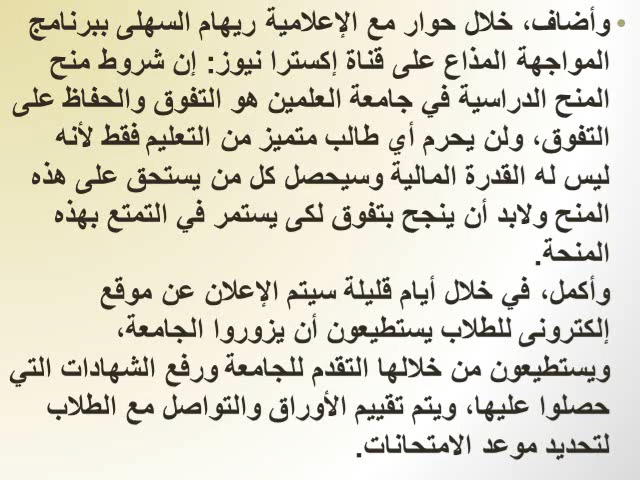 • وأضاف، خلال حوار مع الإعلامية ريهام السهلى ببرنامج
المواجهة المذاع على قناة إكسترا نيوز: إن شروط منح
المنح الدراسية في جامعة العلمين هو التفوق والحفاظ على
التفوق، ولن يحرم أي طالب متميز من التعليم فقط لأنه
ليس له القدرة المالية وسيحصل كل من يستحق على هذه
المنح ولابد أن ينجح بتفوق لكى يستمر في التمتع بهذه
المنحة.
وأكمل، في خلال أيام قليلة سيتم الإعلان عن موقع
إلكترونى للطلاب يستطيعون أن يزوروا الجامعة،
ويستطيعون من خلالها التقدم للجامعة ورفع الشهادات التي
حصلوا عليها، ويتم تقييم الأوراق والتواصل مع الطلاب
لتحديد موعد الامتحانات.